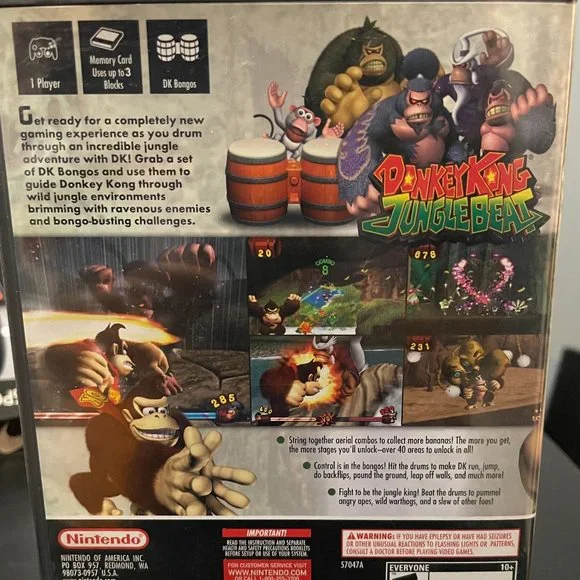 1 Player
Memory Card
Uses up to 3
Blocks
DK Bongos
Get ready for a completely new
gaming experience as you drum
through an incredible jungle
adventure with DK! Grab a set
of DK Bongos and use them to
guide Donkey Kong through
wild jungle environments
brimming with ravenous enemies
and bongo-busting challenges.
DONKEY KONG
JUNGLE BEAT
20
COMBO
8
678
285
231
String together aerial combos to collect more bananas! The more you get,
the more stages you'll unlock–over 40 areas to unlock in all!
Control is in the bongos! Hit the drums to make DK run, jump,
do backflips, pound the ground, leap off walls, and much more!
Fight to be the jungle king! Beat the drums to pummel
angry apes, wild warthogs, and a slew of other foes!
Nintendo
NINTENDO OF AMERICA INC.
PO BOX 957, REDMOND, WA
98073-0957 U.S.A.
IMPORTANT!
READ THE INSTRUCTION AND SEPARATE
HEALTH AND SAFETY PRECAUTIONS BOOKLETS
BEFORE SETUP OR USE OF YOUR SYSTEM.
FOR CUSTOMER SERVICE VISIT
WWW.NINTENDO.COM
OR CALL 1-800-255-3700
57047A
WARNING: IF YOU HAVE EPILEPSY OR HAVE HAD SEIZURES
OR OTHER UNUSUAL REACTIONS TO FLASHING LIGHTS OR PATTERNS,
CONSULT A DOCTOR BEFORE PLAYING VIDEO GAMES.
EVERYONE 10+